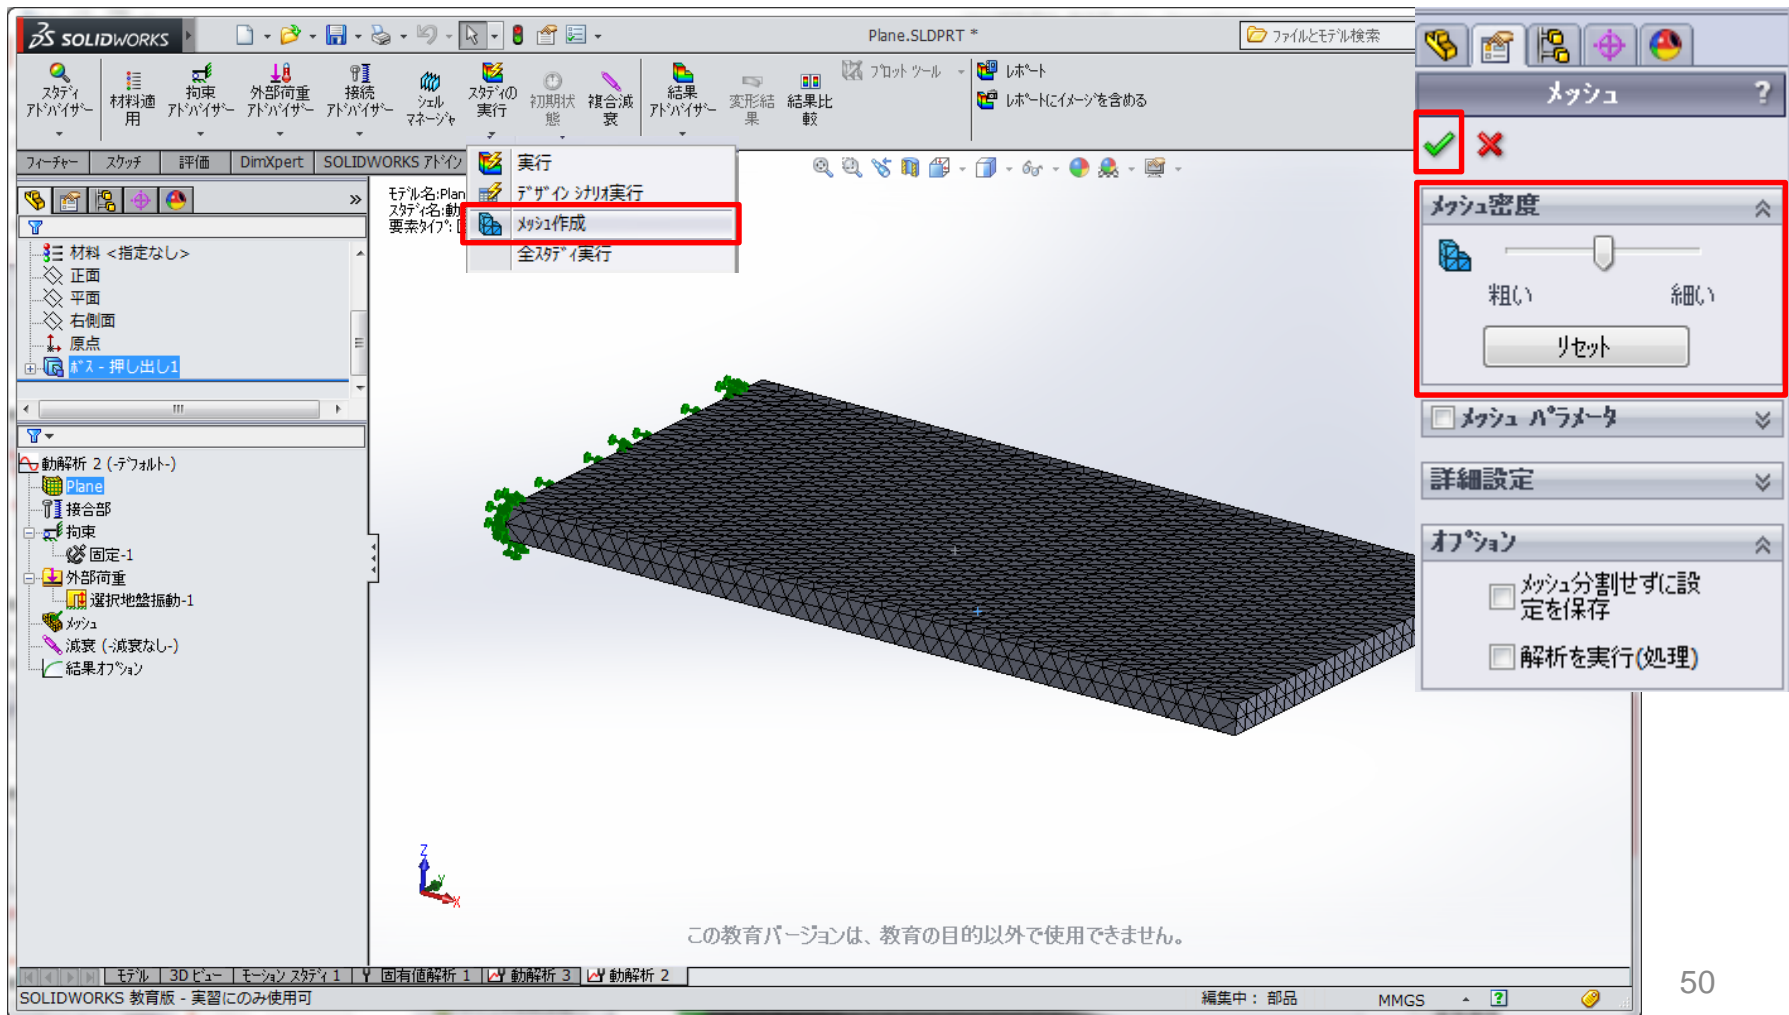 SOLIDWORKS
Plane.SLDPRT *
ファイルとモデル検索
スタディ
アドバイザー
材料適
用
拘束
アドバイザー
外部荷重
アドバイザー
接続
アドバイザー
シェル
マネージャ
スタディの
実行
初期状
態
複合減
衰
結果
アドバイザー
変形結
果
結果比
較
プロット ツール
レポート
レポートにイメージを含める
フィーチャー
スケッチ
評価
DimXpert
SOLIDWORKS アドイン
実行
デザイン シナリオ実行
メッシュ作成
全スタディ実行
モデル名:Plan
スタディ名:動
要素タイプ:
材料 <指定なし>
正面
平面
右側面
原点
ボス - 押し出し1
動解析 2 (-デフォルト-)
Plane
接合部
拘束
固定-1
外部荷重
選択地盤振動-1
メッシュ
減衰 (-減衰なし-)
結果オプション
メッシュ
?
メッシュ密度
粗い
細い
リセット
メッシュ パラメータ
詳細設定
オプション
メッシュ分割せずに設
定を保存
解析を実行(処理)
Z
Y
X
この教育バージョンは、教育の目的以外で使用できません。
モデル
3D ビュー
モーション スタディ 1
固有値解析 1
動解析 3
動解析 2
SOLIDWORKS 教育版 - 実習にのみ使用可
編集中： 部品
MMGS
?
50